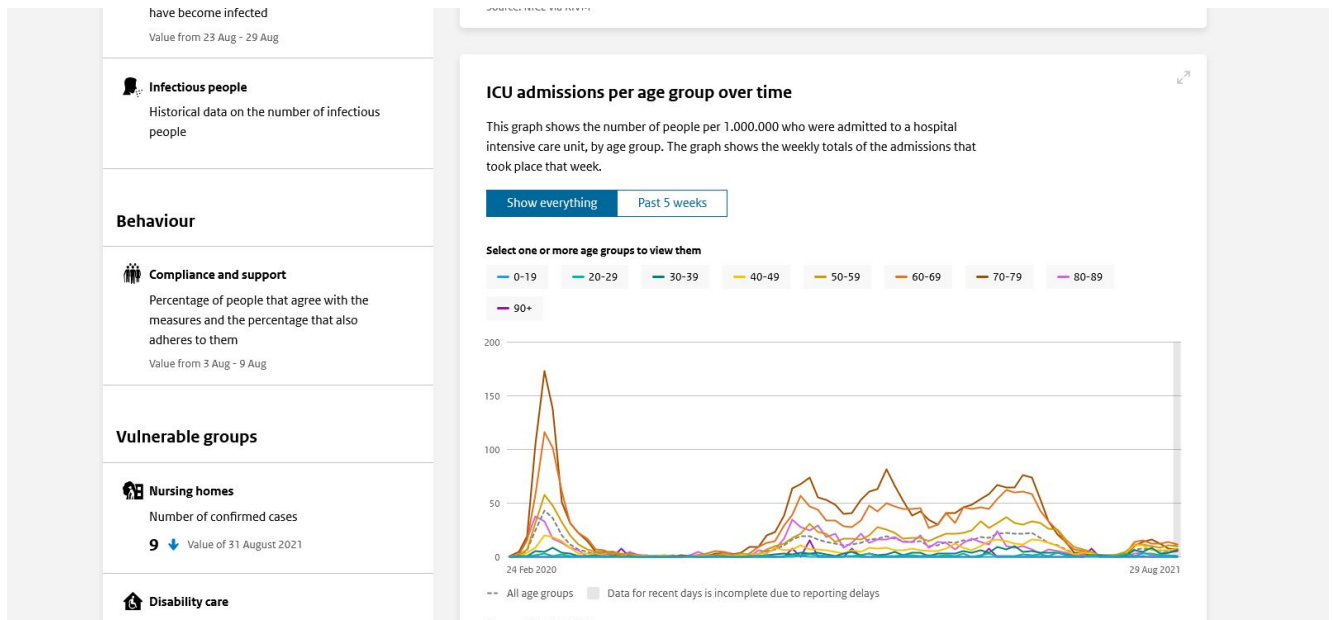 have become infected
Value from 23 Aug - 29 Aug
Infectious people
Historical data on the number of infectious
people
Behaviour
Compliance and support
Percentage of people that agree with the
measures and the percentage that also
adheres to them
Value from 3 Aug - 9 Aug
Vulnerable groups
Nursing homes
Number of confirmed cases
9 Value of 31 August 2021
Disability care
ICU admissions per age group over time
This graph shows the number of people per 1.000.000 who were admitted to a hospital
intensive care unit, by age group. The graph shows the weekly totals of the admissions that
took place that week.
Show everything Past 5 weeks
Select one or more age groups to view them
0-19 20-29 30-39 40-49 50-59 60-69 70-79 80-89
90+
200
150
100
50
0
24 Feb 2020 29 Aug 2021
All age groups Data for recent days is incomplete due to reporting delays